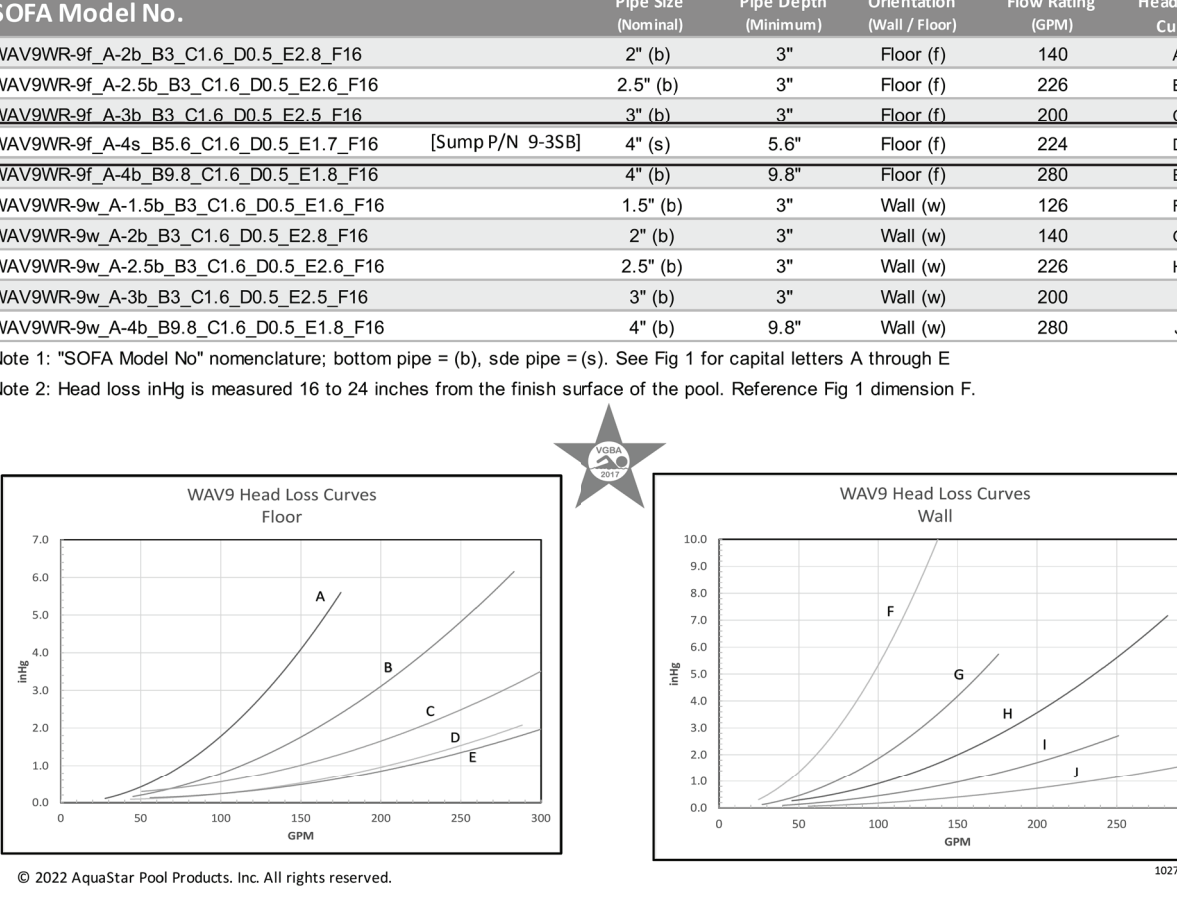 SOFA Model No. Pipe Size Pipe Depth Orientation Flow Rating Head
(Nominal) (Minimum) (Wall / Floor) (GPM) Cu
WAV9WR-9f_A-2b_B3_C1.6_D0.5_E2.8_F16 2" (b) 3" Floor (f) 140
WAV9WR-9f_A-2.5b_B3_C1.6_D0.5_E2.6_F16 2.5" (b) 3" Floor (f) 226
WAV9WR-9f_A-3b_B3_C1.6_D0.5_E2.5_F16 3" (b) 3" Floor (f) 200
WAV9WR-9f_A-4s_B5.6_C1.6_D0.5_E1.7_F16 [Sump P/N 9-3SB] 4" (s) 5.6" Floor (f) 224
WAV9WR-9f_A-4b_B9.8_C1.6_D0.5_E1.8_F16 4" (b) 9.8" Floor (f) 280
WAV9WR-9w_A-1.5b_B3_C1.6_D0.5_E1.6_F16 1.5" (b) 3" Wall (w) 126
WAV9WR-9w_A-2b_B3_C1.6_D0.5_E2.8_F16 2" (b) 3" Wall (w) 140
WAV9WR-9w_A-2.5b_B3_C1.6_D0.5_E2.6_F16 2.5" (b) 3" Wall (w) 226
WAV9WR-9w_A-3b_B3_C1.6_D0.5_E2.5_F16 3" (b) 3" Wall (w) 200
WAV9WR-9w_A-4b_B9.8_C1.6_D0.5_E1.8_F16 4" (b) 9.8" Wall (w) 280
Note 1: "SOFA Model No" nomenclature; bottom pipe = (b), sde pipe = (s). See Fig 1 for capital letters A through E
Note 2: Head loss inHg is measured 16 to 24 inches from the finish surface of the pool. Reference Fig 1 dimension F.
VGBA
2017
WAV9 Head Loss Curves
Floor
7.0
6.0
5.0
4.0
3.0
2.0
1.0
0.0
inHg
A
B
C
D
E
0 50 100 150 200 250 300
GPM
WAV9 Head Loss Curves
Wall
10.0
9.0
8.0
7.0
6.0
5.0
4.0
3.0
2.0
1.0
0.0
inHg
F
G
H
I
J
0 50 100 150 200 250
GPM
© 2022 AquaStar Pool Products. Inc. All rights reserved.
1027